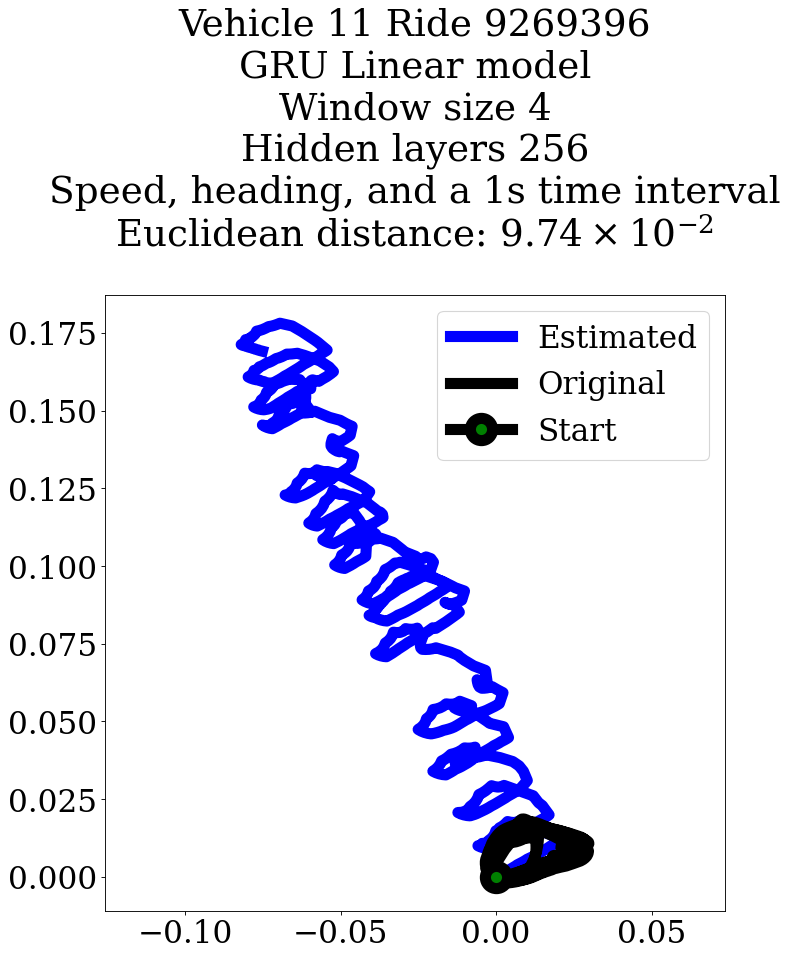 Vehicle 11 Ride 9269396
GRU Linear model
Window size 4
Hidden layers 256
Speed, heading, and a 1s time interval
Euclidean distance: 9.74 × 10⁻²
Estimated
Original
Start
0.175
0.150
0.125
0.100
0.075
0.050
0.025
0.000
−0.10
−0.05
0.00
0.05